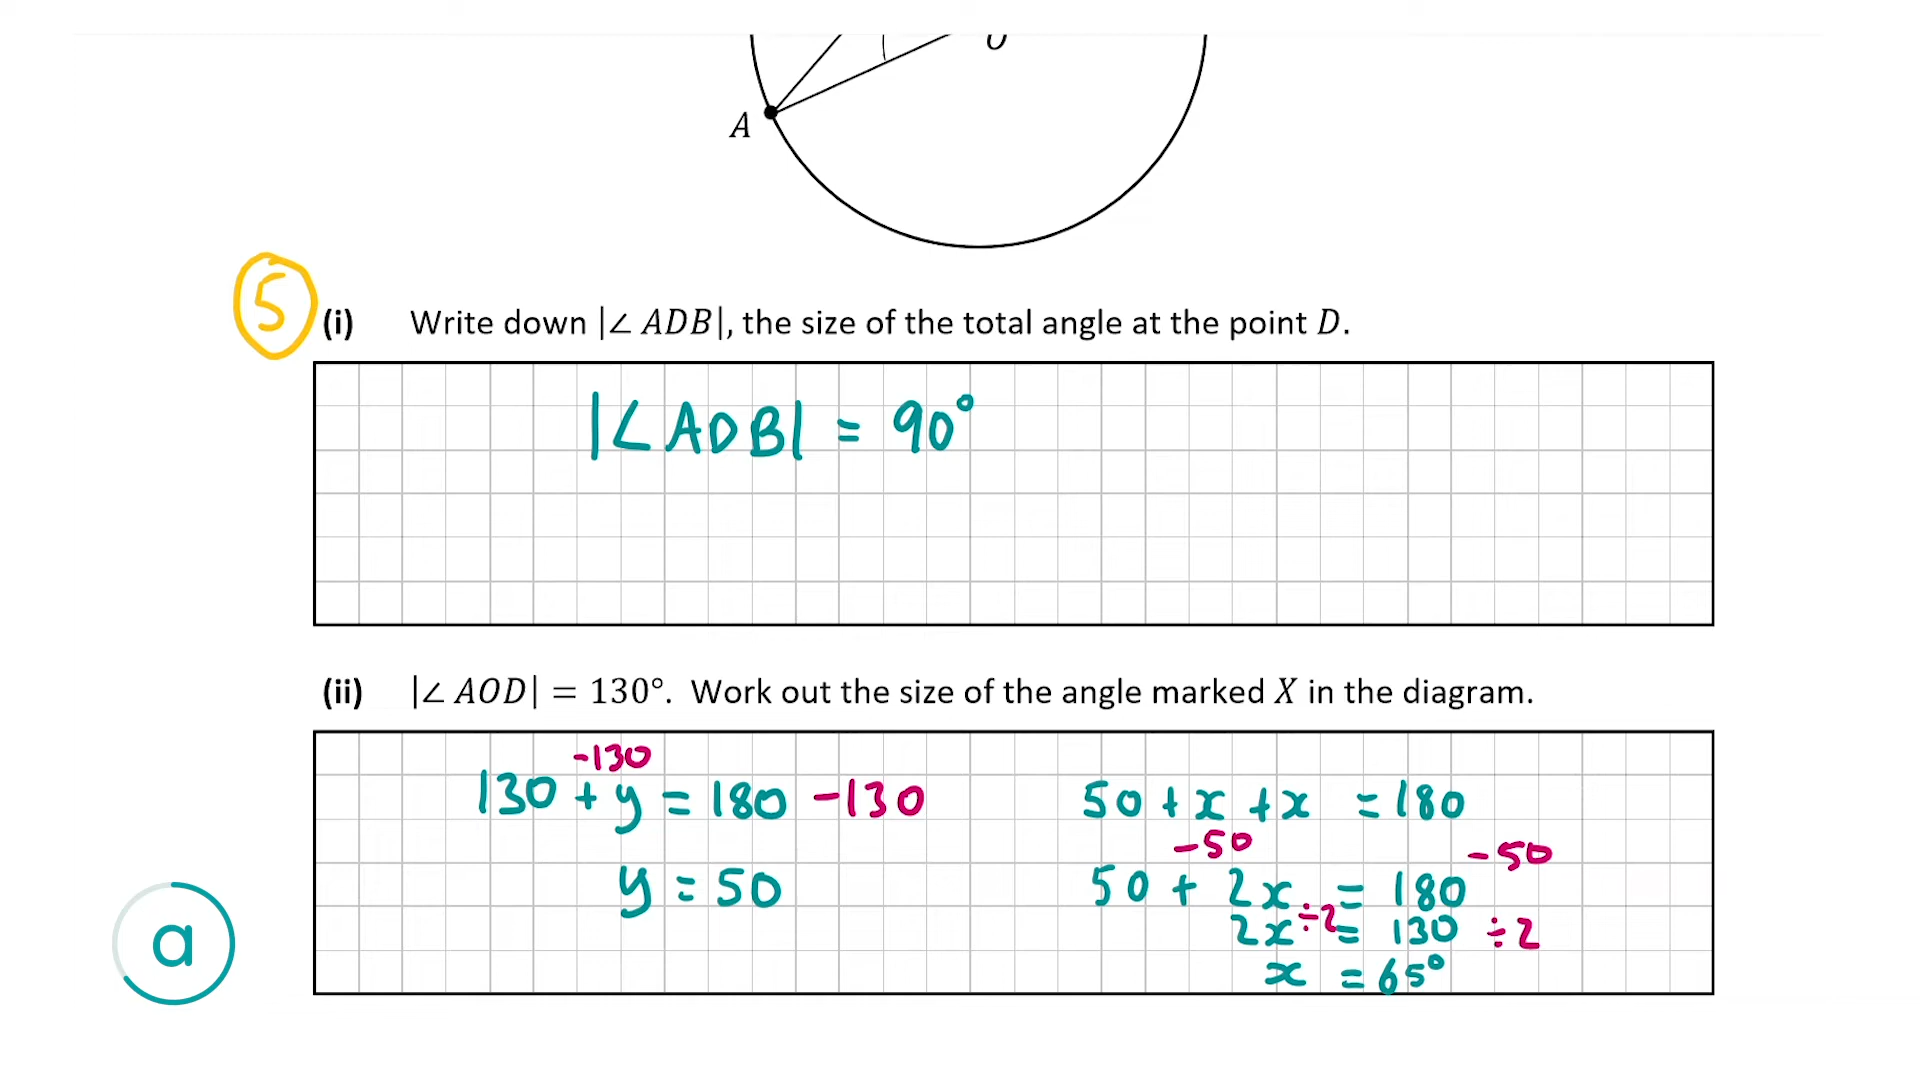 O
A
5
(i) Write down |∠ ADB|, the size of the total angle at the point D.
|∠ADB| = 90°
(ii) |∠ AOD| = 130°. Work out the size of the angle marked X in the diagram.
-130
130 + y = 180 -130
y = 50
50 + x + x = 180
-50 -50
50 + 2x = 180
2x ÷2 = 130 ÷2
x = 65°
a